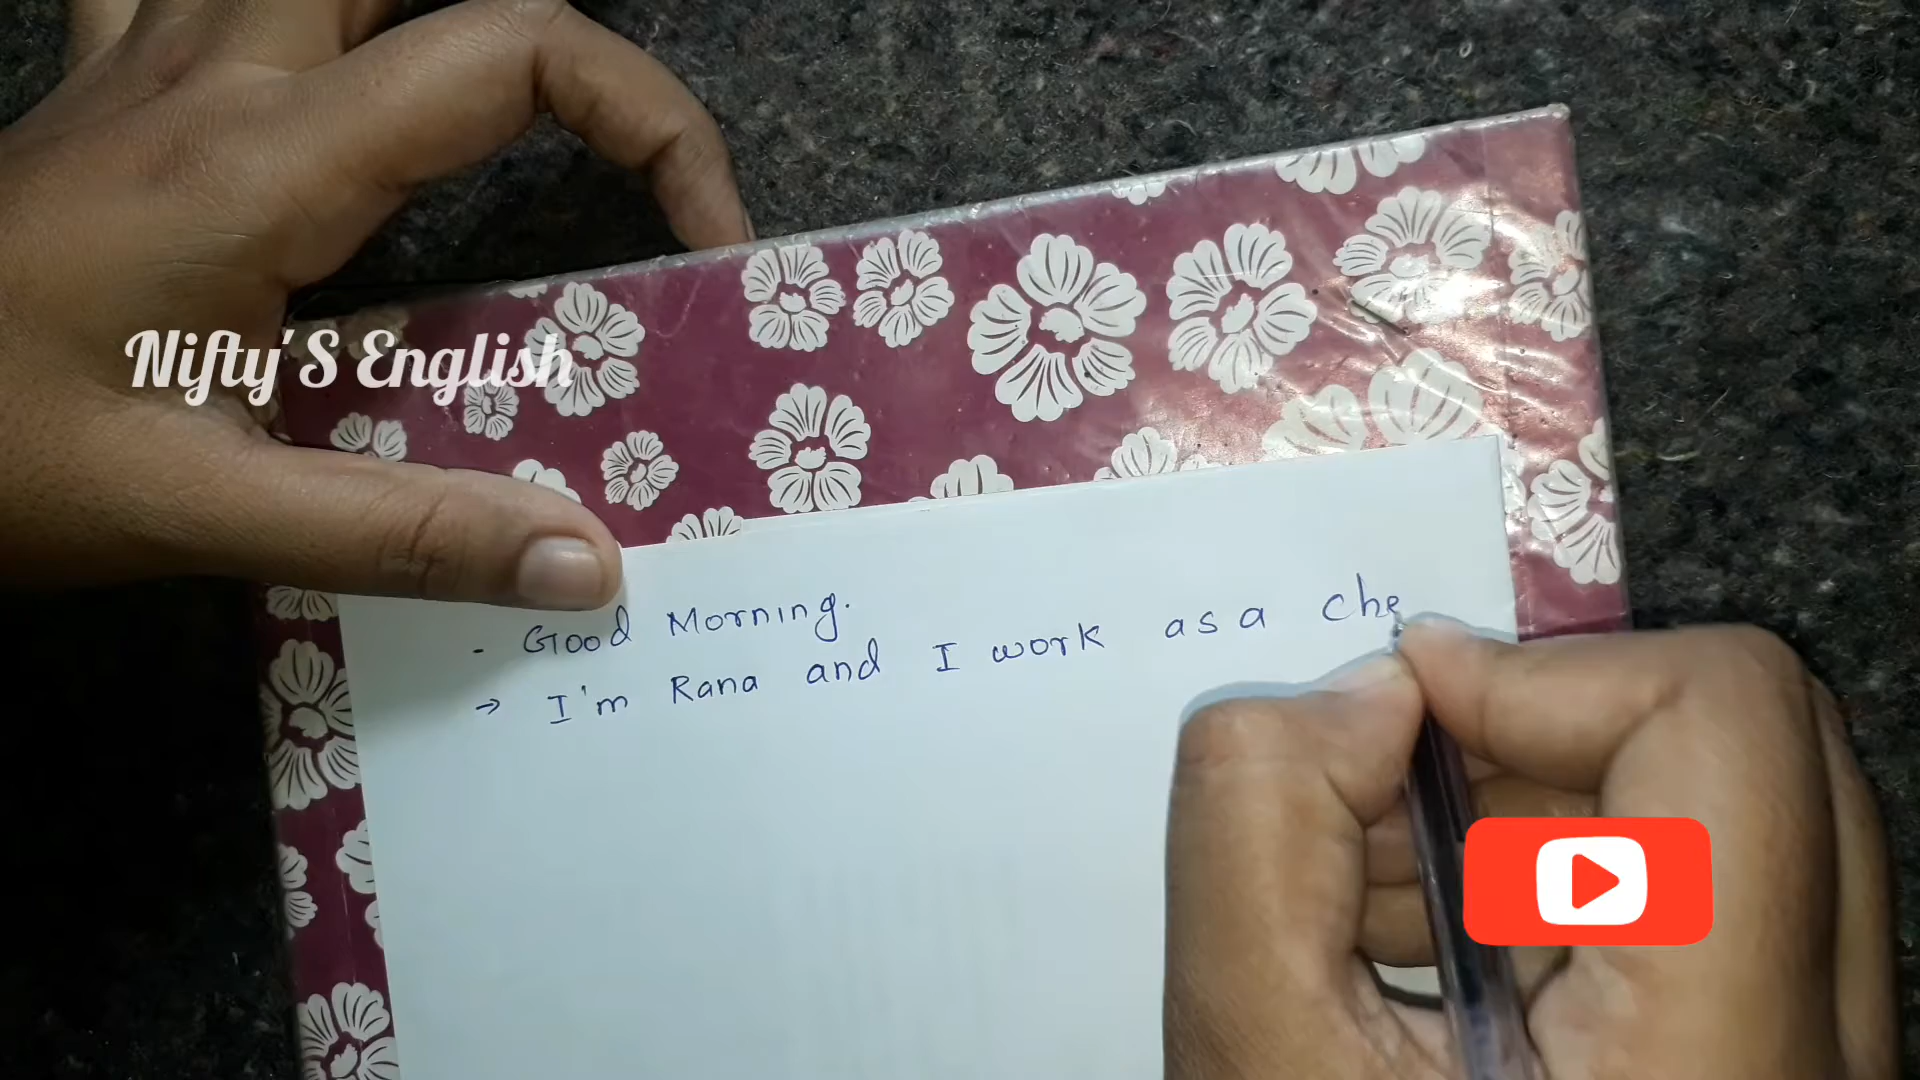 Nifty'S English
- Good Morning.
→ I'm Rana and I work as a che